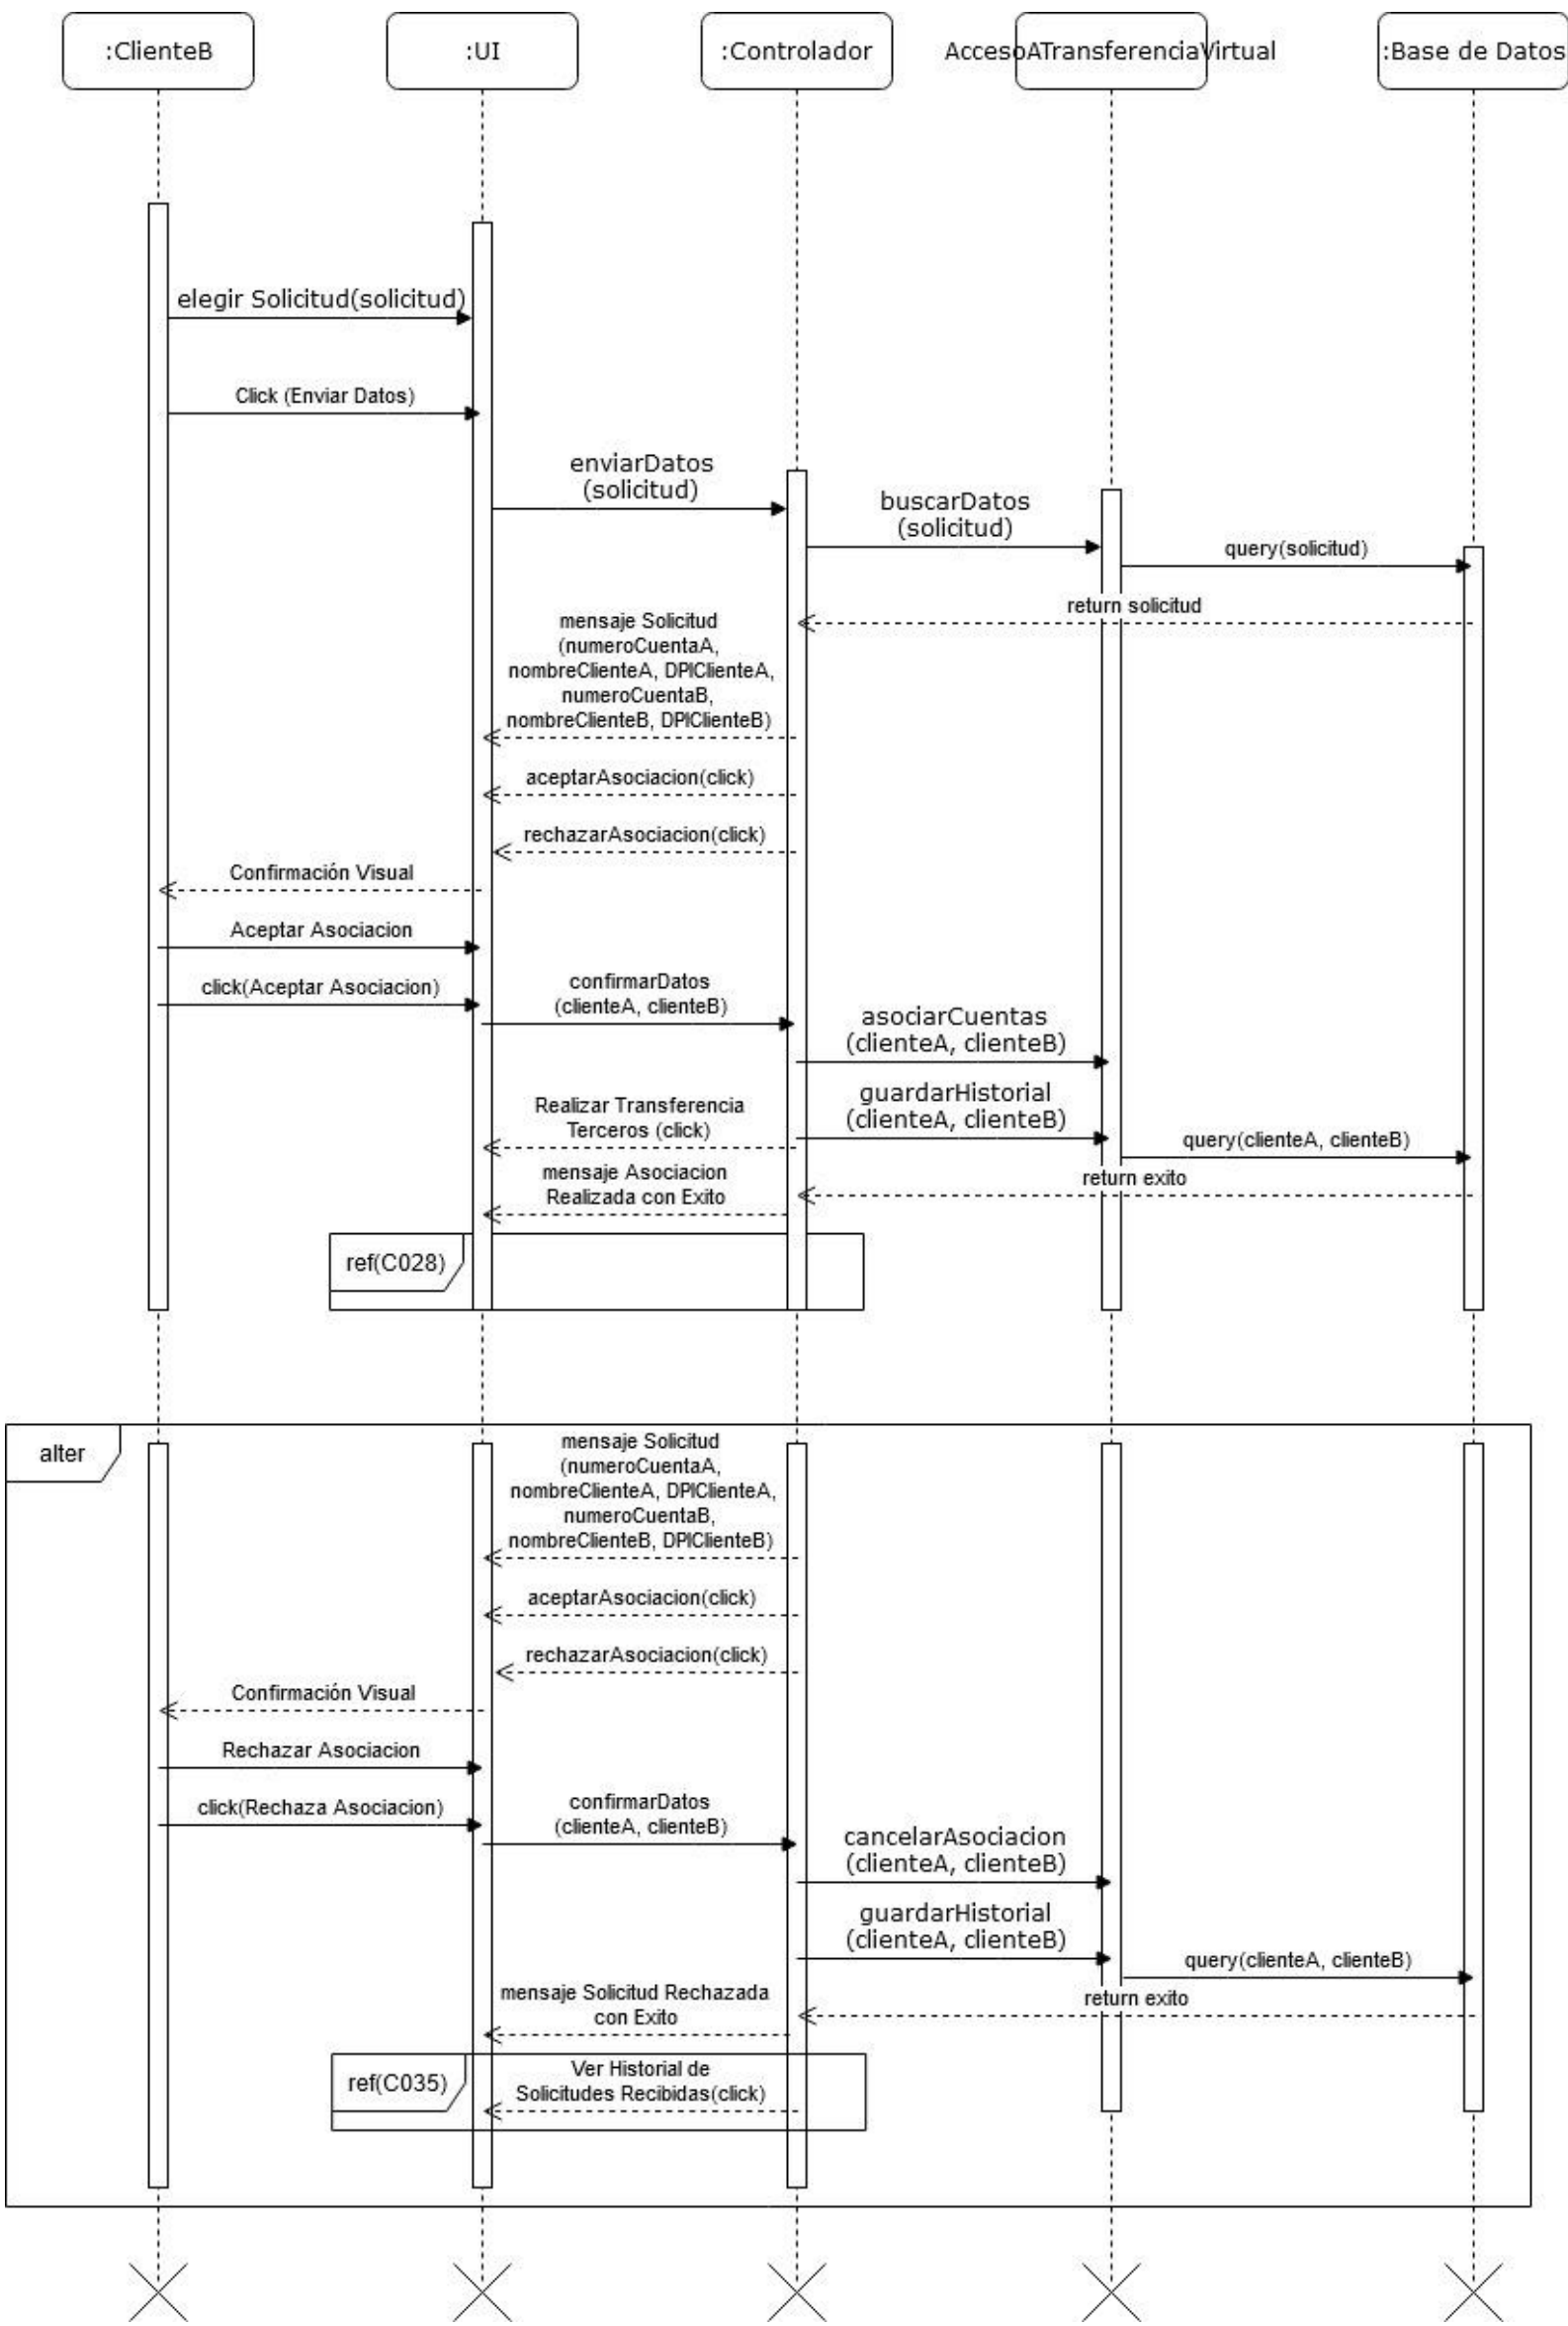 :ClienteB
:UI
:Controlador
AccesoATransferenciaVirtual
:Base de Datos
elegir Solicitud(solicitud)
Click (Enviar Datos)
enviarDatos
(solicitud)
buscarDatos
(solicitud)
query(solicitud)
return solicitud
mensaje Solicitud
(numeroCuentaA,
nombreClienteA, DPIClienteA,
numeroCuentaB,
nombreClienteB, DPIClienteB)
aceptarAsociacion(click)
rechazarAsociacion(click)
Confirmación Visual
Aceptar Asociacion
click(Aceptar Asociacion)
confirmarDatos
(clienteA, clienteB)
asociarCuentas
(clienteA, clienteB)
guardarHistorial
(clienteA, clienteB)
Realizar Transferencia
Terceros (click)
query(clienteA, clienteB)
return exito
mensaje Asociacion
Realizada con Exito
ref(C028)
alter
mensaje Solicitud
(numeroCuentaA,
nombreClienteA, DPIClienteA,
numeroCuentaB,
nombreClienteB, DPIClienteB)
aceptarAsociacion(click)
rechazarAsociacion(click)
Confirmación Visual
Rechazar Asociacion
click(Rechaza Asociacion)
confirmarDatos
(clienteA, clienteB)
cancelarAsociacion
(clienteA, clienteB)
guardarHistorial
(clienteA, clienteB)
query(clienteA, clienteB)
return exito
mensaje Solicitud Rechazada
con Exito
ref(C035)
Ver Historial de
Solicitudes Recibidas(click)